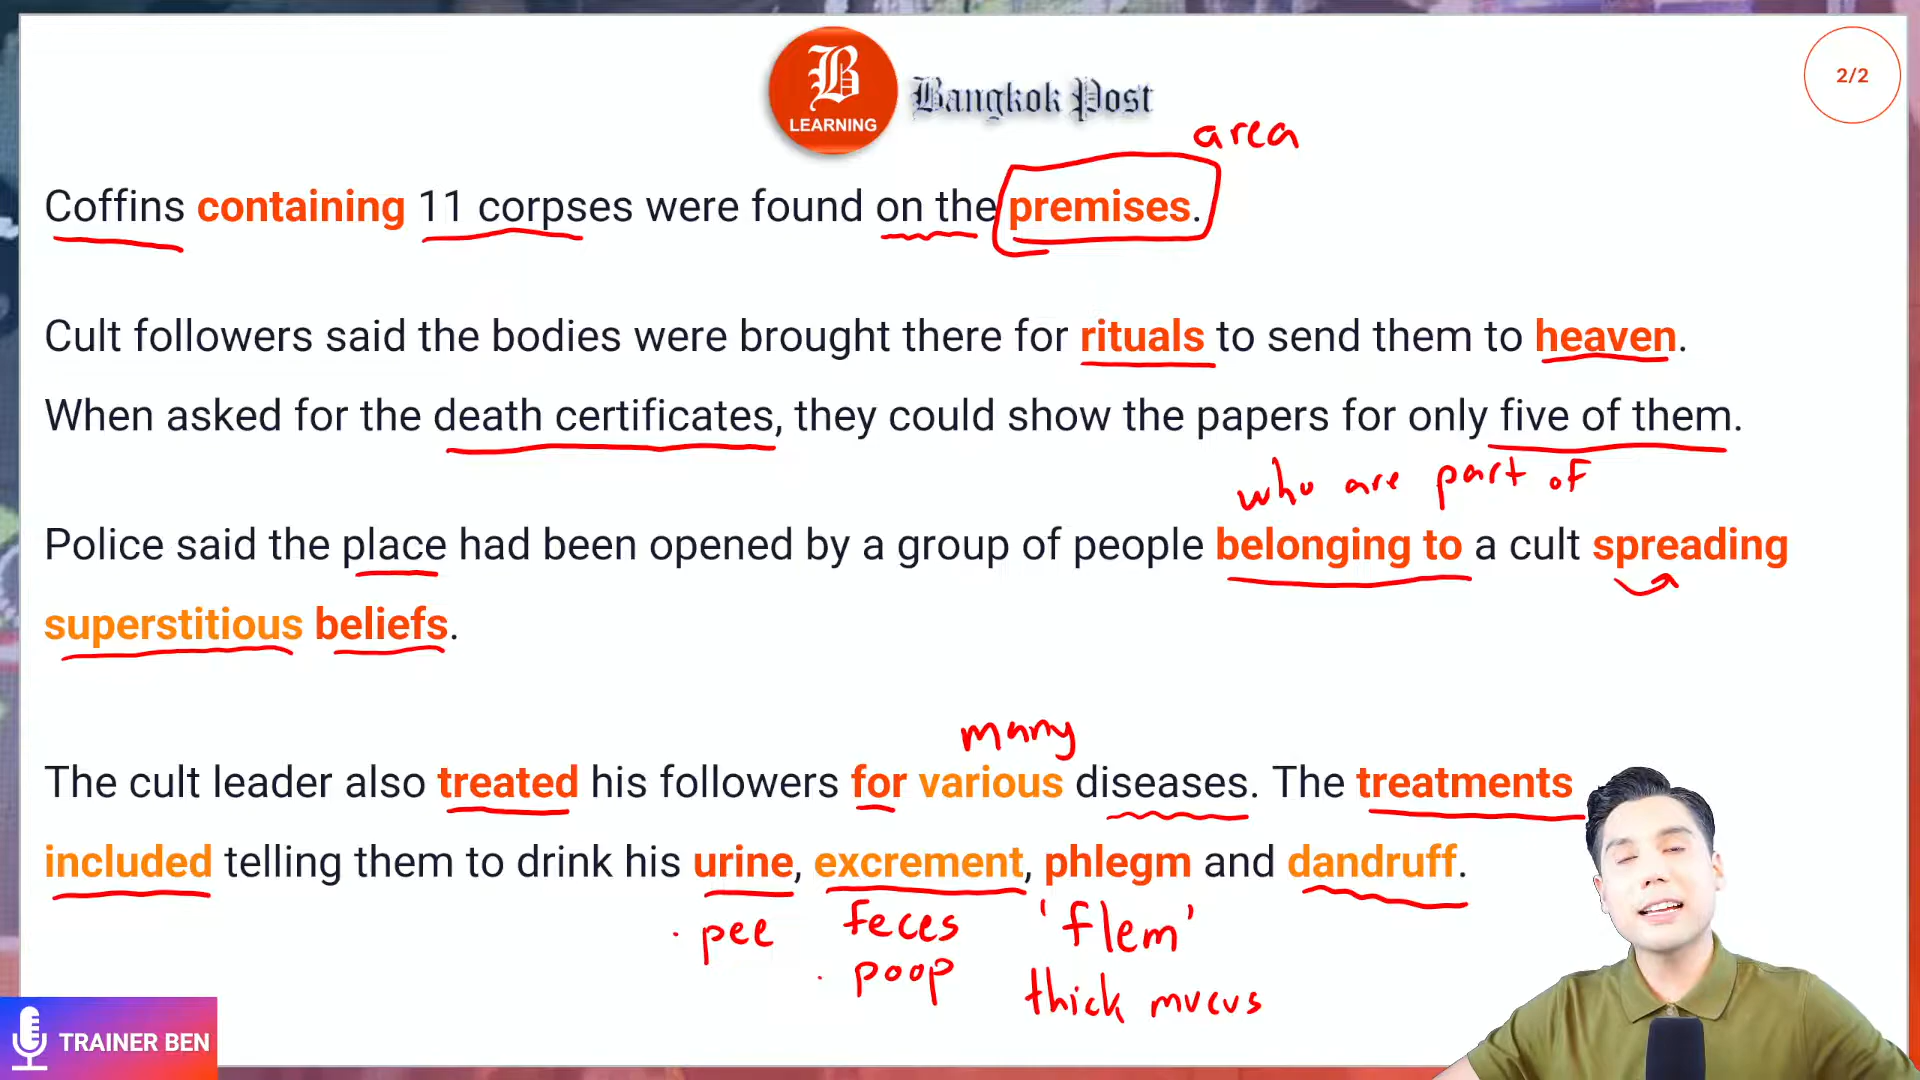 B
LEARNING
Bangkok Post
2/2
area
Coffins containing 11 corpses were found on the premises.
Cult followers said the bodies were brought there for rituals to send them to heaven.
When asked for the death certificates, they could show the papers for only five of them.
who are part of
Police said the place had been opened by a group of people belonging to a cult spreading
superstitious beliefs.
many
The cult leader also treated his followers for various diseases. The treatments
included telling them to drink his urine, excrement, phlegm and dandruff.
· pee feces 'flem'
· poop thick mucus
TRAINER BEN